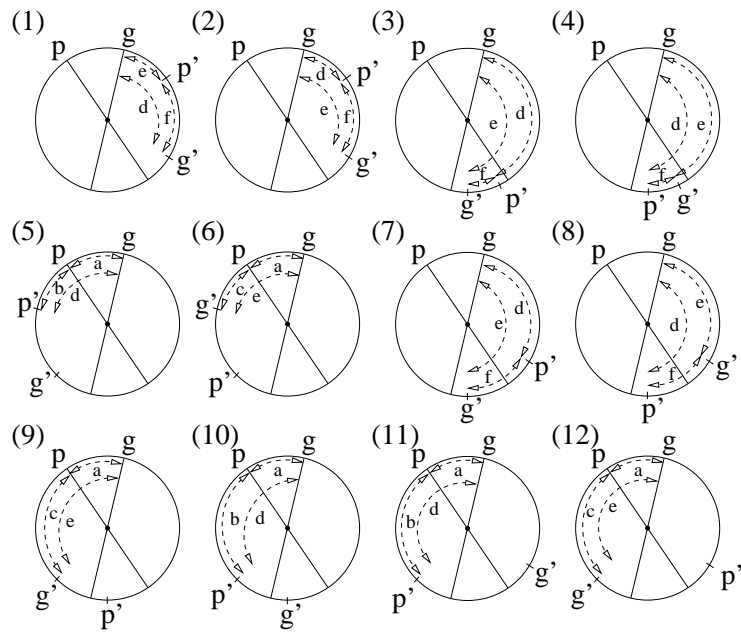 (1) (2) (3) (4)
p g p g p g p g
e p' d p' e d d e
d f g' e f g' f g' p' f p' g'
(5) (6) (7) (8)
p g p g p g p g
p' b a d g' c a e e d d e
g' p' f g' p' f p' g'
(9) (10) (11) (12)
p g p g p g p g
a a a a
c e b d b d c e
g' p' p' g' p' g' g' p'